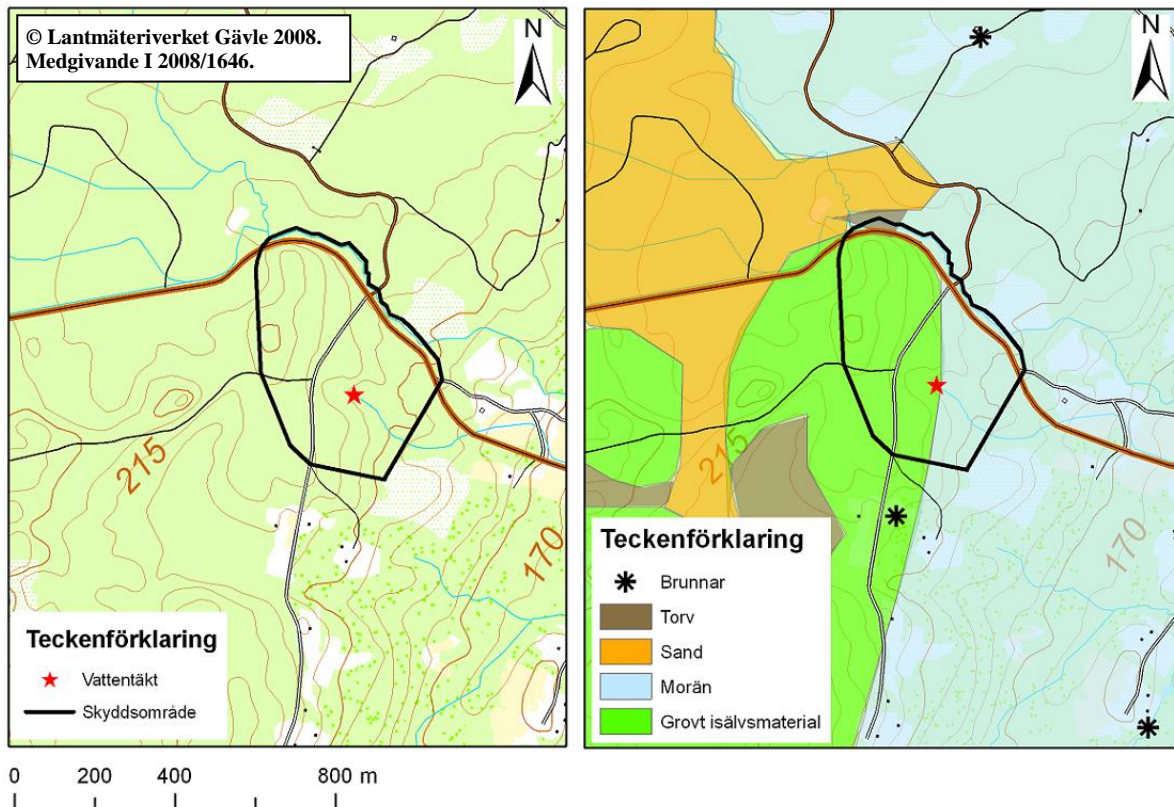 © Lantmäteriverket Gävle 2008.
Medgivande I 2008/1646.
N
215
170
Teckenförklaring
Vattentäkt
Skyddsområde
N
215
170
Teckenförklaring
Brunnar
Torv
Sand
Morän
Grovt isälvsmaterial
0 200 400 800 m